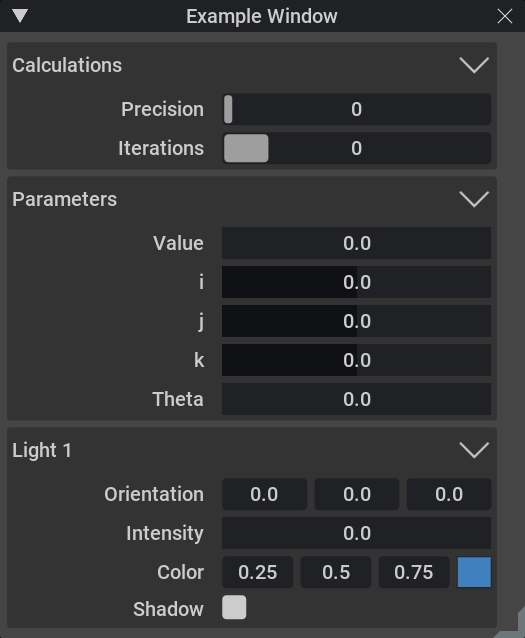 Example Window
Calculations
Precision 0
Iterations 0
Parameters
Value 0.0
i 0.0
j 0.0
k 0.0
Theta 0.0
Light 1
Orientation 0.0 0.0 0.0
Intensity 0.0
Color 0.25 0.5 0.75
Shadow